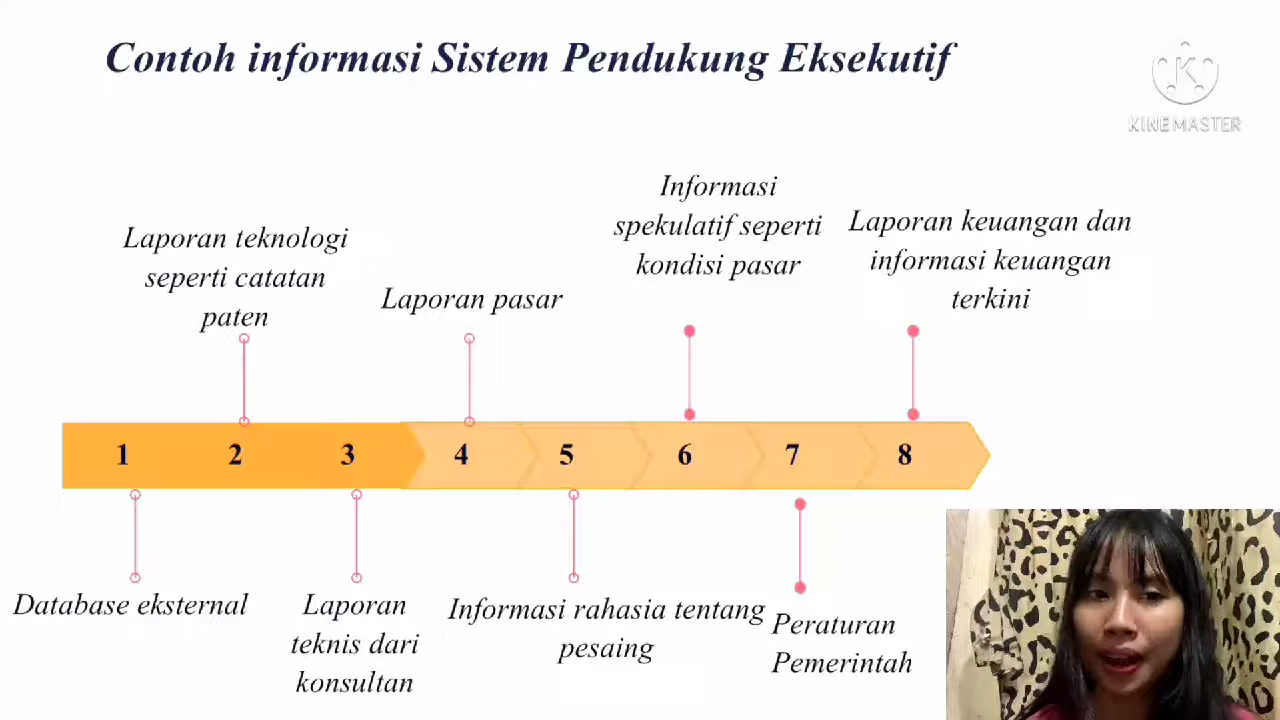 Contoh informasi Sistem Pendukung Eksekutif
KINEMASTER
Laporan teknologi
seperti catatan
paten
Laporan pasar
Informasi
spekulatif seperti
kondisi pasar
Laporan keuangan dan
informasi keuangan
terkini
1 2 3 4 5 6 7 8
Database eksternal
Laporan
teknis dari
konsultan
Informasi rahasia tentang
pesaing
Peraturan
Pemerintah